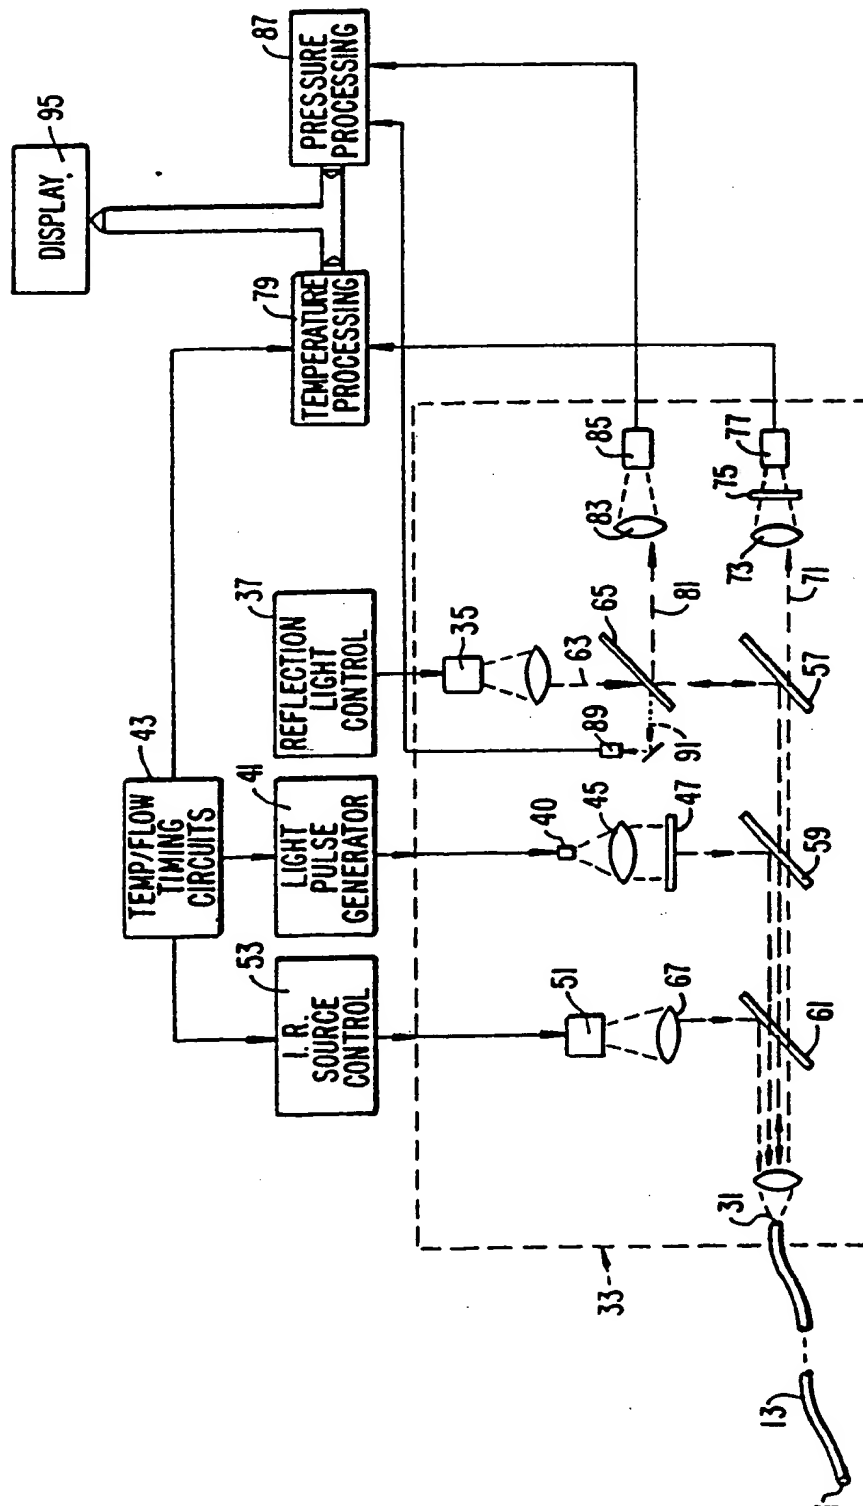 DISPLAY,
95
87
PRESSURE
PROCESSING
79
TEMPERATURE
PROCESSING
43
TEMP/FLOW
TIMING
CIRCUITS
53
I. R.
SOURCE
CONTROL
41
LIGHT
PULSE
GENERATOR
37
REFLECTION
LIGHT
CONTROL
35
63
65
89
91
81
83
85
40
45
47
51
67
61
59
57
71
73
75
77
31
33
13